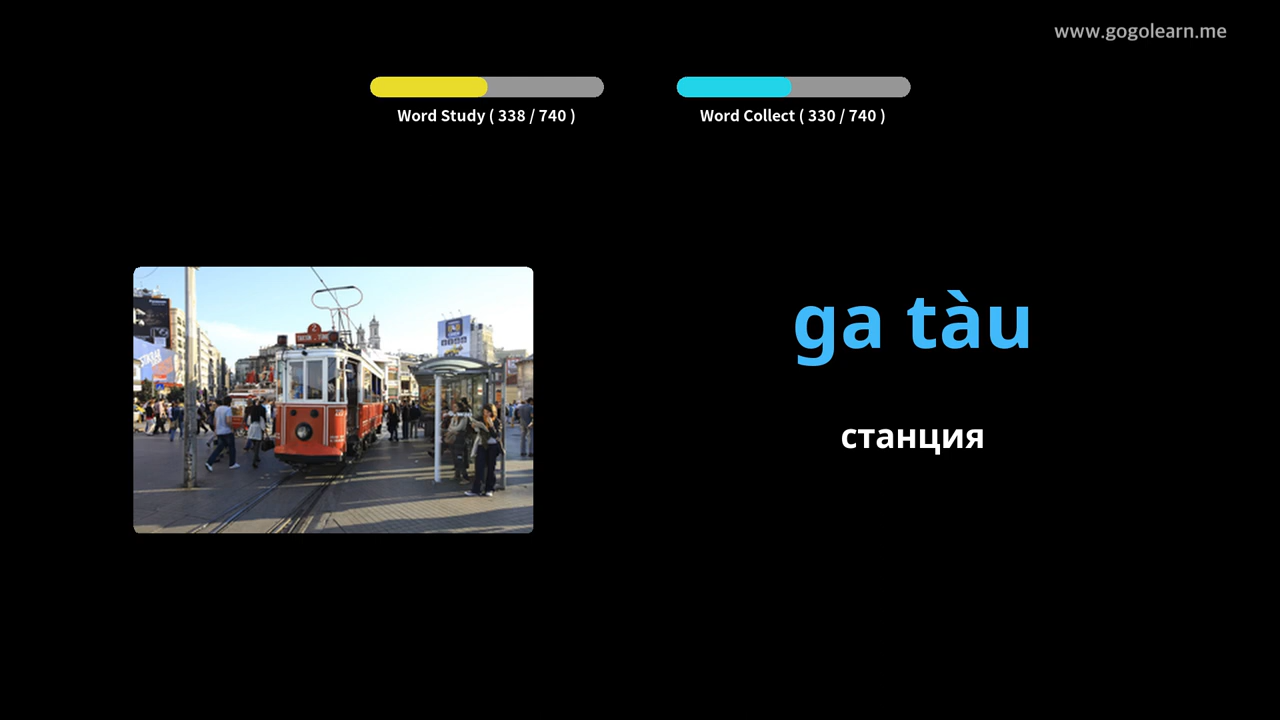 www.gogolearn.me
Word Study ( 338 / 740 )
Word Collect ( 330 / 740 )
ga tàu
станция